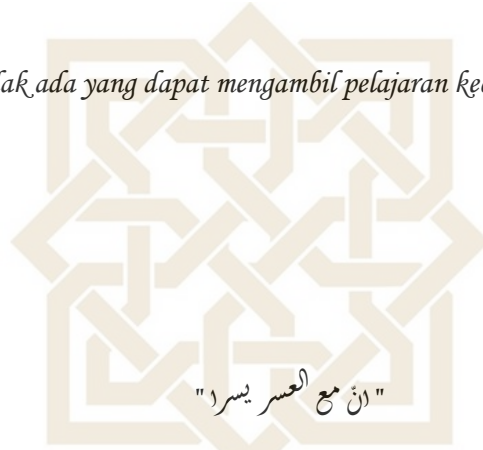 ada yang dapat mengambil pelajaran
" انّ مع العسر يسرا "